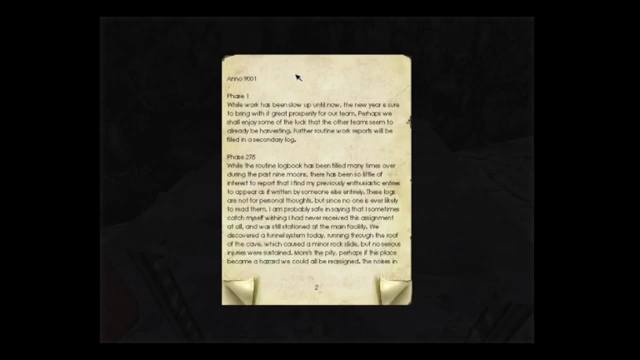 Anno 9001
Phase 1
While work has been slow up until now, the new year is sure
to bring with it great prosperity for our team. Perhaps we
shall enjoy some of the luck that the other teams seem to
already be harvesting. Further routine work reports will be
filed in a secondary log.
Phase 275
While the routine logbook has been filled many times over
during the past nine moons, there has been so little of
interest to report that I find my previously enthusiastic entries
to appear as if written by someone else entirely. These logs
are not for personal thoughts, but since no one is ever likely
to read them, I am probably safe in saying that I sometimes
catch myself wishing I had never received this assignment
at all, and was still stationed at the main facility. We
discovered a tunnel system today, running through the roof
of the cave, which caused a minor rock slide, but no serious
injuries were sustained. More's the pity, perhaps if this place
became a hazard we could all be reassigned. The noises in
2